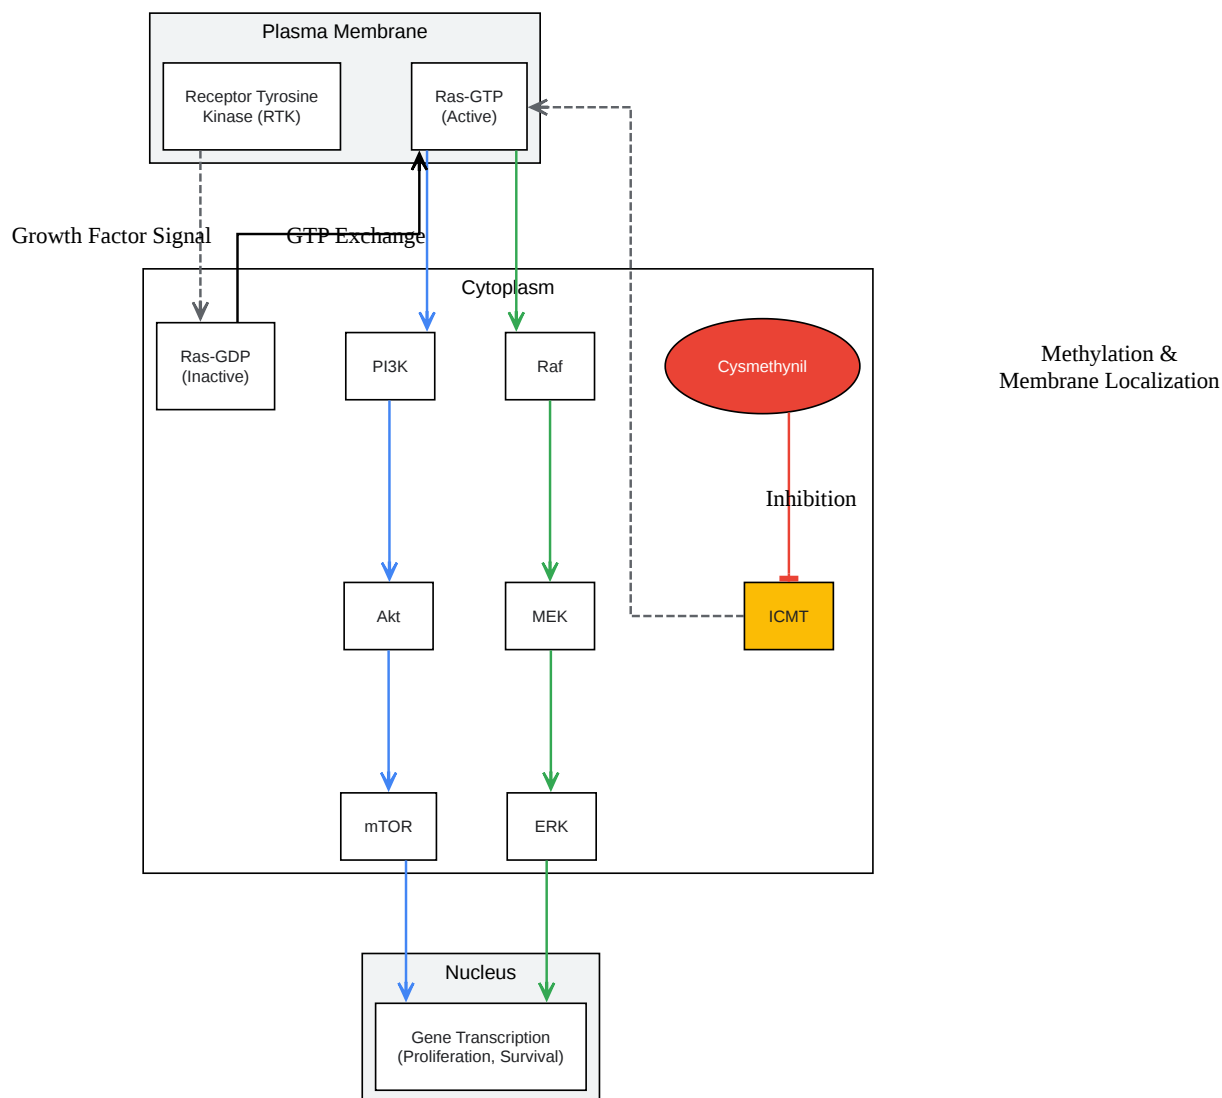 Plasma Membrane
Receptor Tyrosine
Kinase (RTK)
Ras-GTP
(Active)
Growth Factor Signal
GTP Exchange
Cytoplasm
Ras-GDP
(Inactive)
PI3K
Raf
Cysmethynil
Methylation &
Membrane Localization
Inhibition
Akt
MEK
ICMT
mTOR
ERK
Nucleus
Gene Transcription
(Proliferation, Survival)